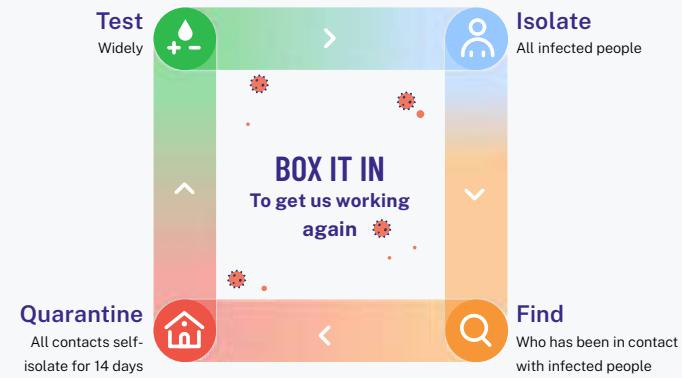 Test
Widely
Isolate
All infected people
BOX IT IN
To get us working
again
Quarantine
All contacts self-
isolate for 14 days
Find
Who has been in contact
with infected people